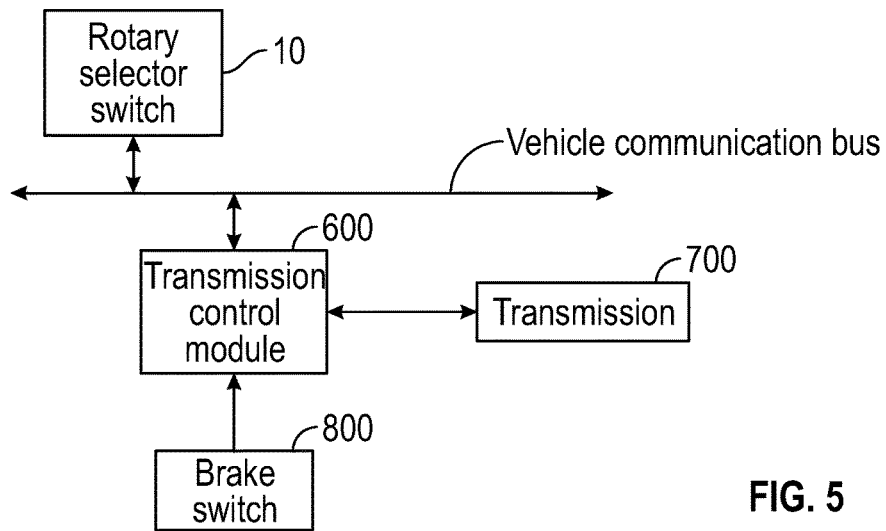 Rotary
selector
switch
10
Vehicle communication bus
600
Transmission
control
module
700
Transmission
800
Brake
switch
FIG. 5